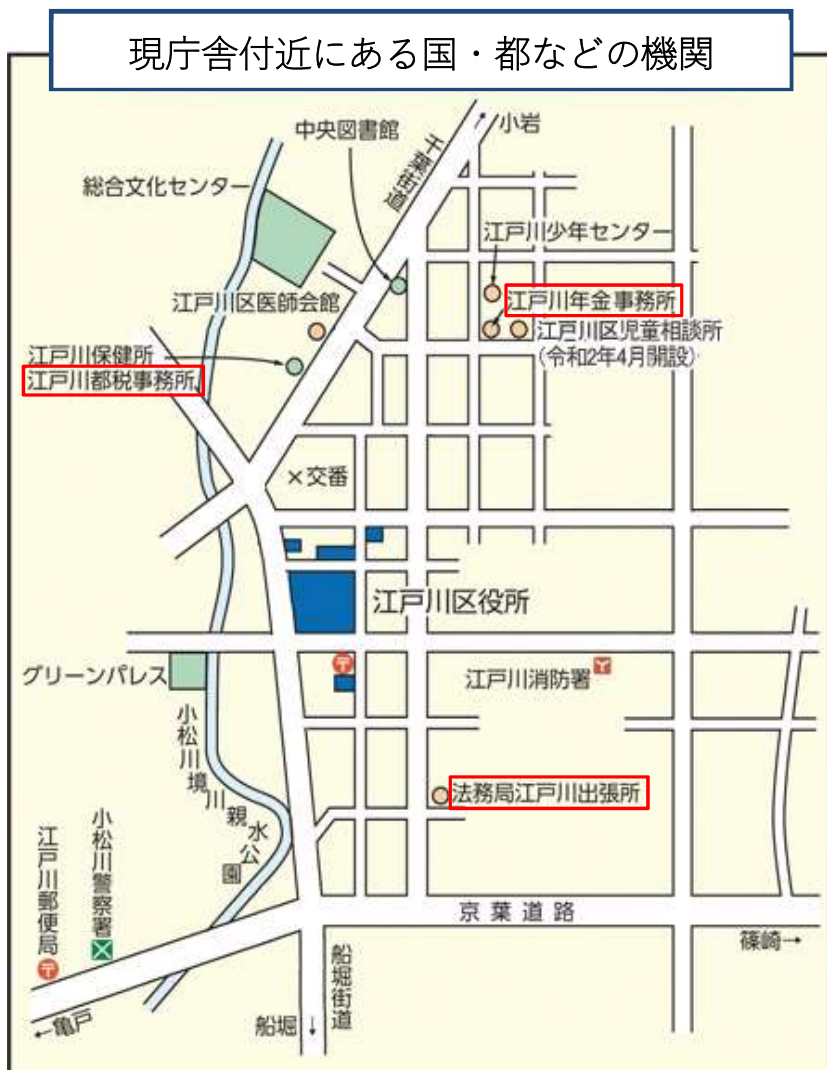 現庁舎付近にある国・都などの機関
小岩
中央図書館
千葉街道
総合文化センター
江戸川少年センター
江戸川区医師会館
江戸川年金事務所
江戸川区児童相談所
(令和2年4月開設)
江戸川保健所
江戸川都税事務所
×交番
江戸川区役所
グリーンパレス
江戸川消防署
小松川境川親水公園
法務局江戸川出張所
小松川警察署
江戸川郵便局
京葉道路
篠崎→
船堀街道
船堀↓
←亀戸